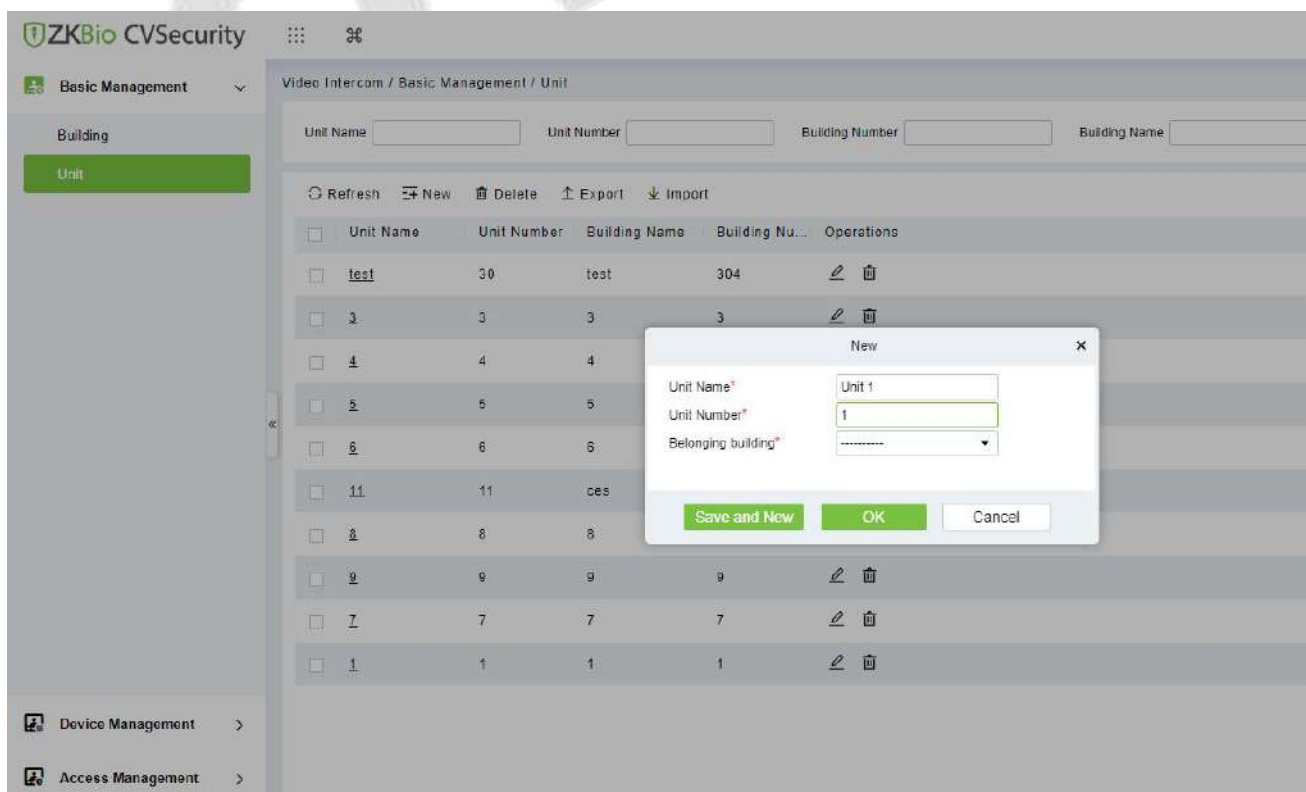 ZKBio CVSecurity
Basic Management
Building
Unit
Device Management
Access Management
Video Intercom / Basic Management / Unit
Unit Name Unit Number Building Number Building Name
Refresh New Delete Export Import
Unit Name Unit Number Building Name Building Nu... Operations
test 30 test 304
3 3 3 3
4 4 4
5 5 5
6 6 6
11 11 ces
8 8 8
9 9 9 9
7 7 7 7
1 1 1 1
New
Unit Name* Unit 1
Unit Number* 1
Belonging building* ----------
Save and New OK Cancel